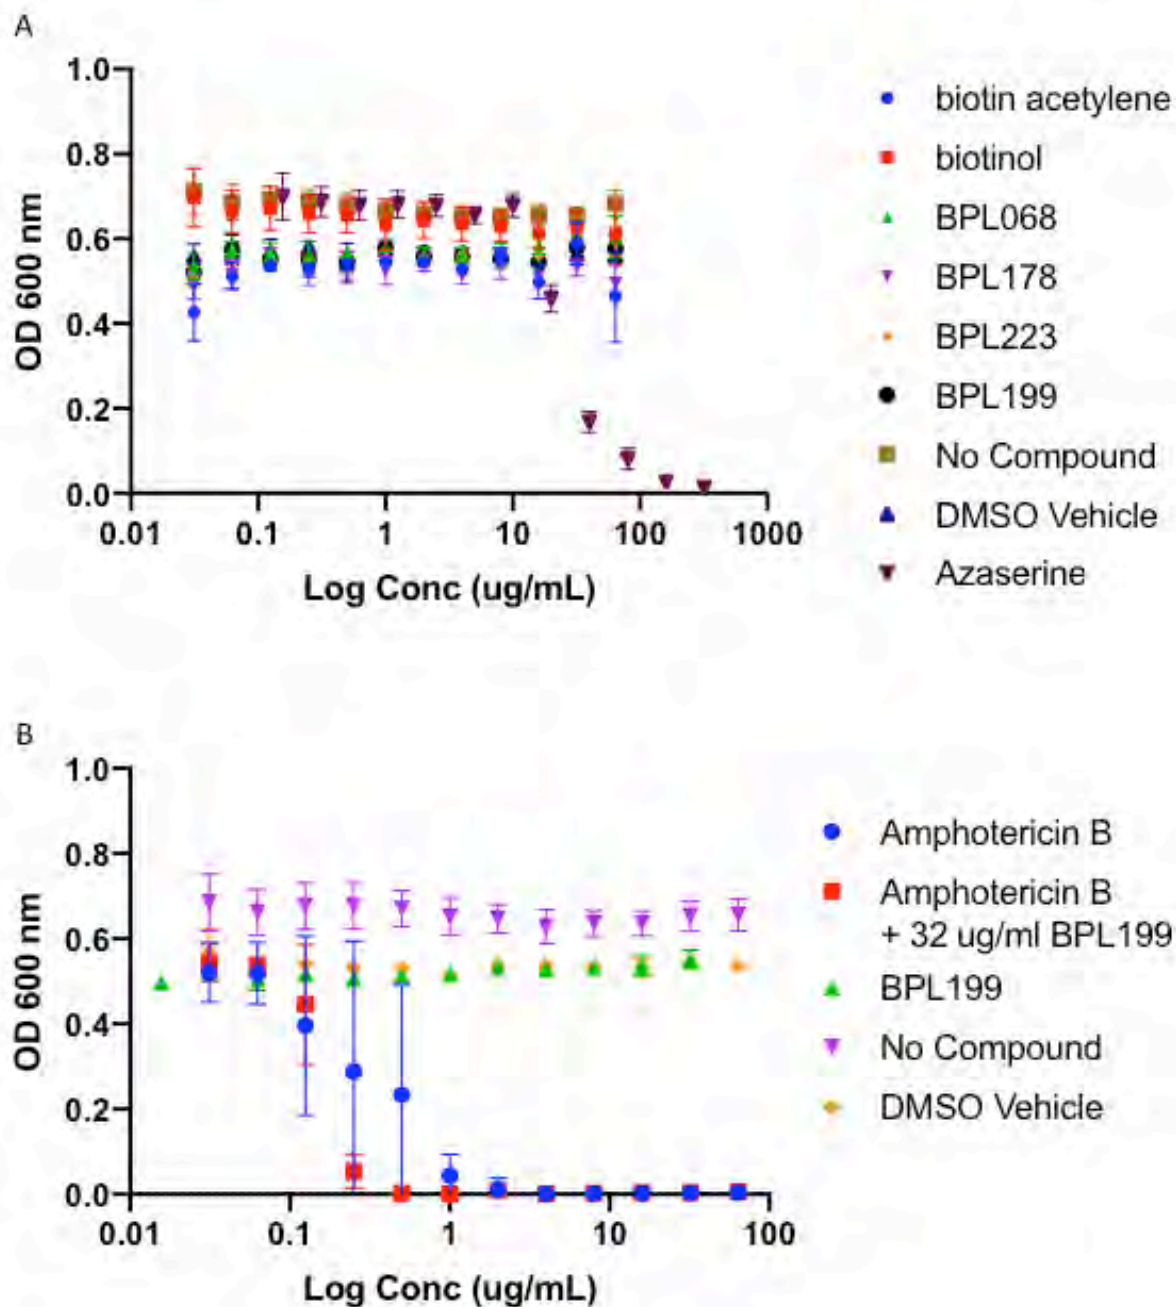 A
1.0
0.8
0.6
0.4
0.2
0.0
OD 600 nm
0.01 0.1 1 10 100 1000
Log Conc (ug/mL)
biotin acetylene
biotinol
BPL068
BPL178
BPL223
BPL199
No Compound
DMSO Vehicle
Azaserine
B
1.0
0.8
0.6
0.4
0.2
0.0
OD 600 nm
0.01 0.1 1 10 100
Log Conc (ug/mL)
Amphotericin B
Amphotericin B
+ 32 ug/ml BPL199
BPL199
No Compound
DMSO Vehicle